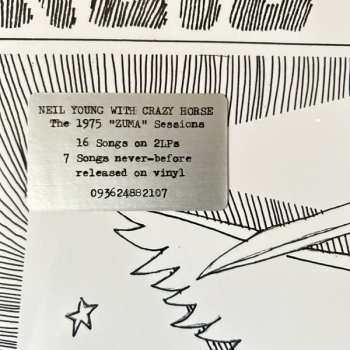 NEIL YOUNG WITH CRAZY HORSE
The 1975 "ZUMA" Sessions
16 Songs on 2LPs
7 Songs never-before
released on vinyl
093624882107